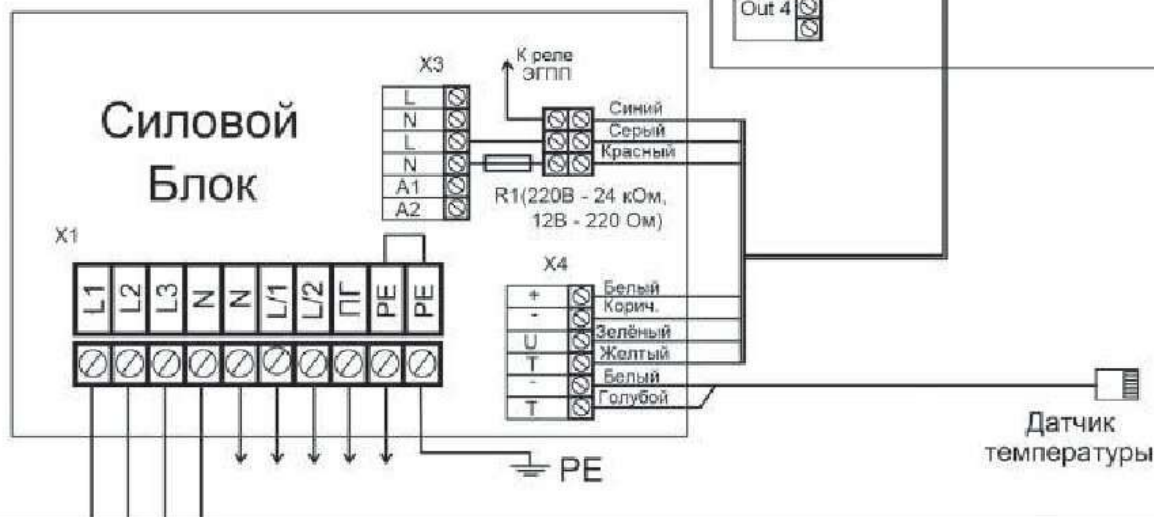 Out 4
К реле
ЭГПП
X3
L
N
L
N
A1
A2
Силовой
Блок
Синий
Серый
Красный
R1(220В - 24 кОм,
12В - 220 Ом)
X1
L1
L2
L3
N
N
L/1
L/2
ПГ
PE
PE
X4
+
-
U
T
-
T
Белый
Корич.
Зелёный
Желтый
Белый
Голубой
Датчик
температуры
PE